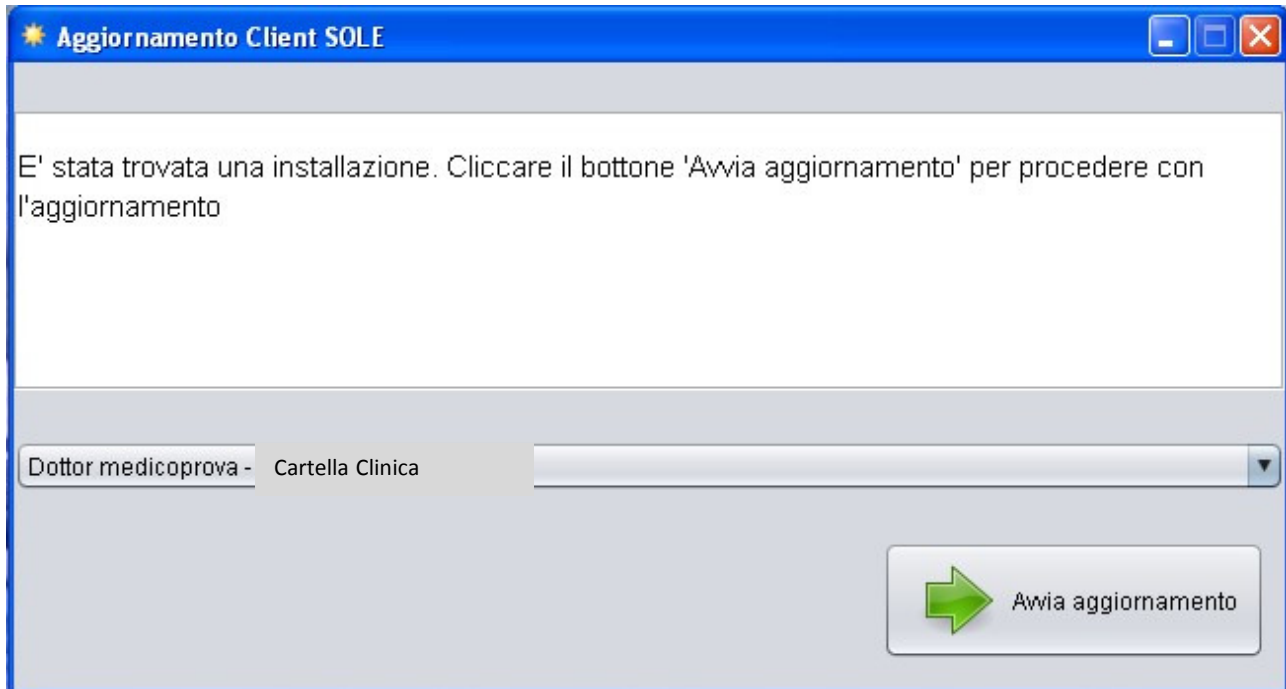 Aggiornamento Client SOLE
E' stata trovata una installazione. Cliccare il bottone 'Avvia aggiornamento' per procedere con
l'aggiornamento
Dottor medicoprova - Cartella Clinica
Avvia aggiornamento